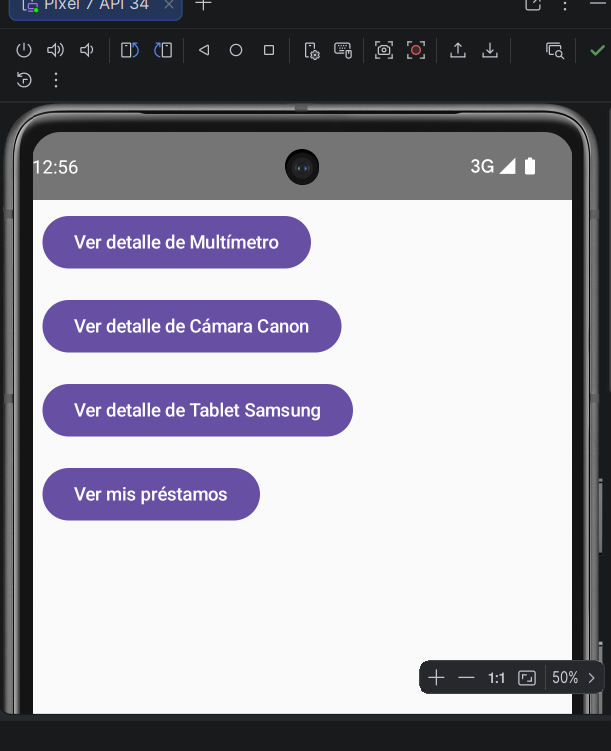 Pixel 7 API 34
12:56
3G
Ver detalle de Multímetro
Ver detalle de Cámara Canon
Ver detalle de Tablet Samsung
Ver mis préstamos
1:1
50%